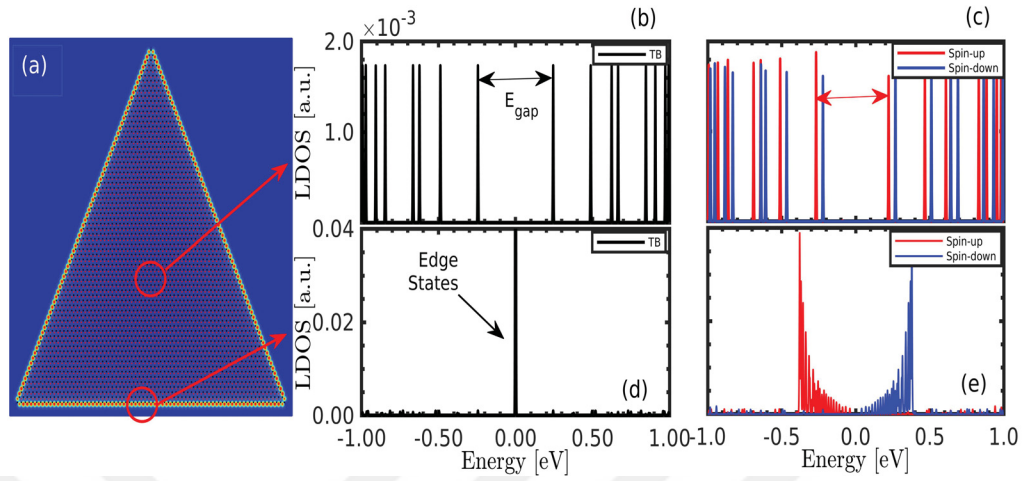 (a)
(b)
×10⁻³
2.0
1.0
0.04
0.02
0.00
LDOS [a.u.]
LDOS [a.u.]
TB
E_gap
(c)
Spin-up
Spin-down
TB
Edge
States
(d)
-1.00 -0.50 0.00 0.50 1.00
Energy [eV]
Spin-up
Spin-down
(e)
-1.0 -0.5 0.0 0.5 1.0
Energy [eV]